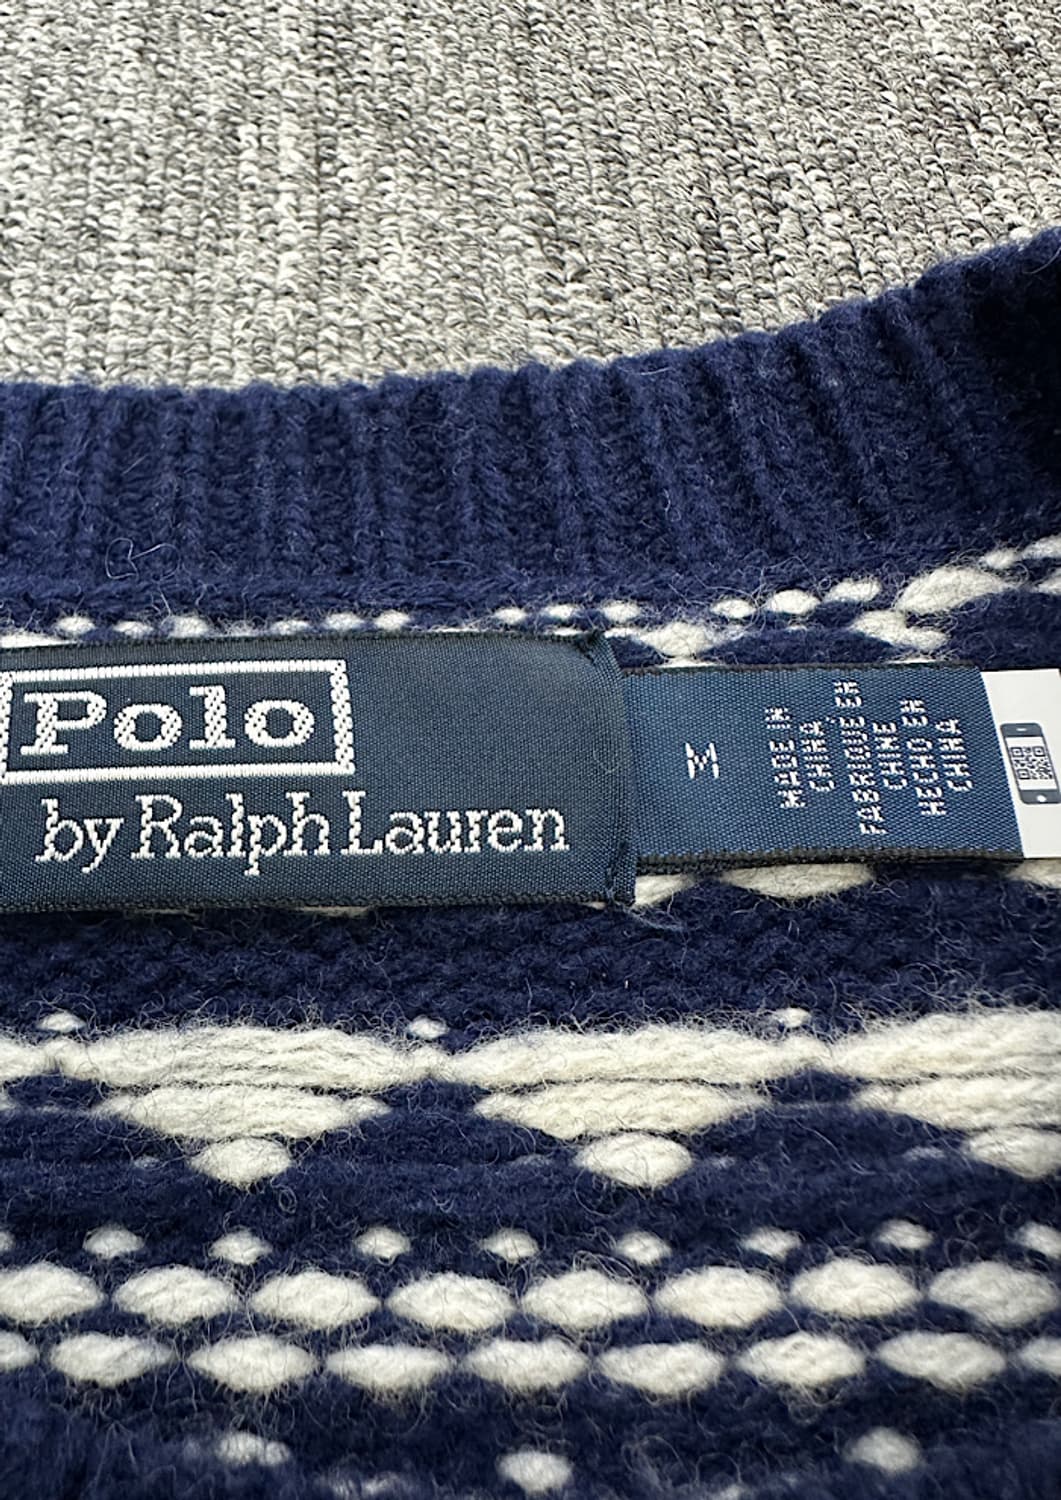 Polo
by Ralph Lauren
M
MADE IN
CHINA
FABRIQUÉ EN
CHINE
HECHO EN
CHINA